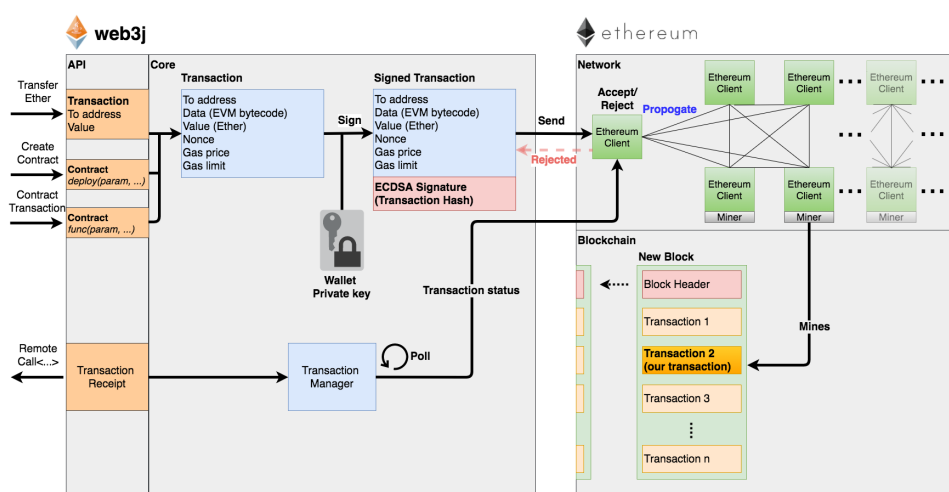 web3j
ethereum
API
Core
Network
Transfer
Ether
Transaction
To address
Value
Create
Contract
Contract
deploy(param, ...)
Contract
Transaction
Contract
func(param, ...)
Transaction
To address
Data (EVM bytecode)
Value (Ether)
Nonce
Gas price
Gas limit
Sign
Wallet
Private key
Signed Transaction
To address
Data (EVM bytecode)
Value (Ether)
Nonce
Gas price
Gas limit
ECDSA Signature
(Transaction Hash)
Send
Rejected
Accept/
Reject
Ethereum
Client
Propogate
Ethereum
Client
Ethereum
Client
Ethereum
Client
Ethereum
Client
Miner
Ethereum
Client
Miner
Ethereum
Client
Miner
Transaction status
Remote
Call<...>
Transaction
Receipt
Transaction
Manager
Poll
Blockchain
New Block
Block Header
Transaction 1
Transaction 2
(our transaction)
Transaction 3
Transaction n
Mines